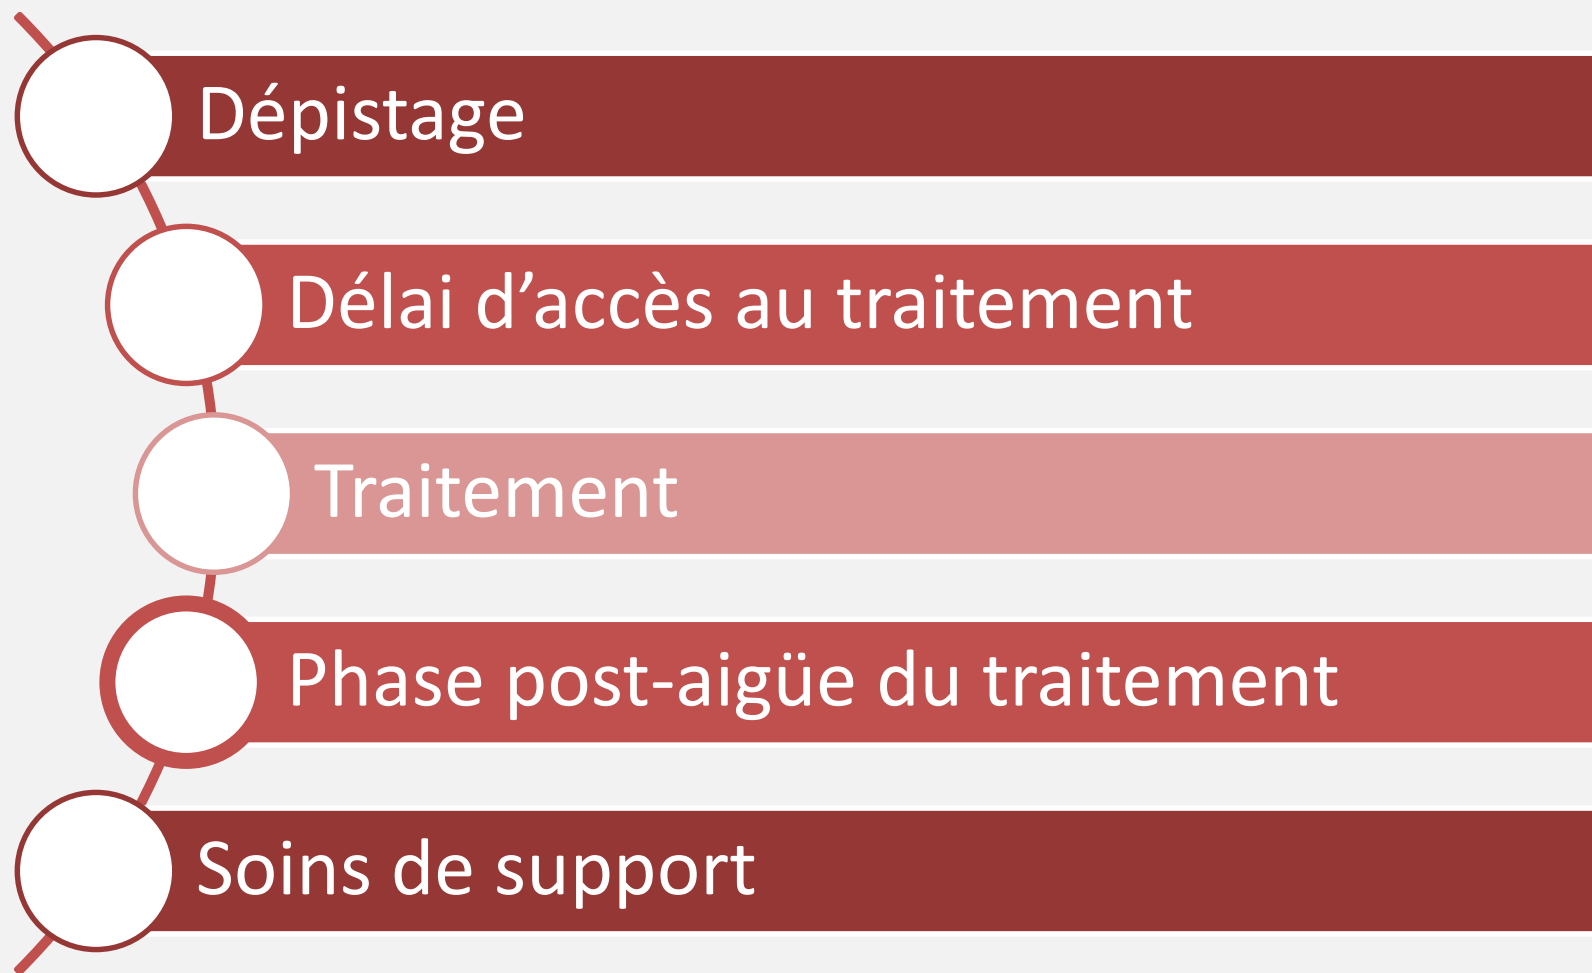 Dépistage
Délai d’accès au traitement
Traitement
Phase post-aigüe du traitement
Soins de support